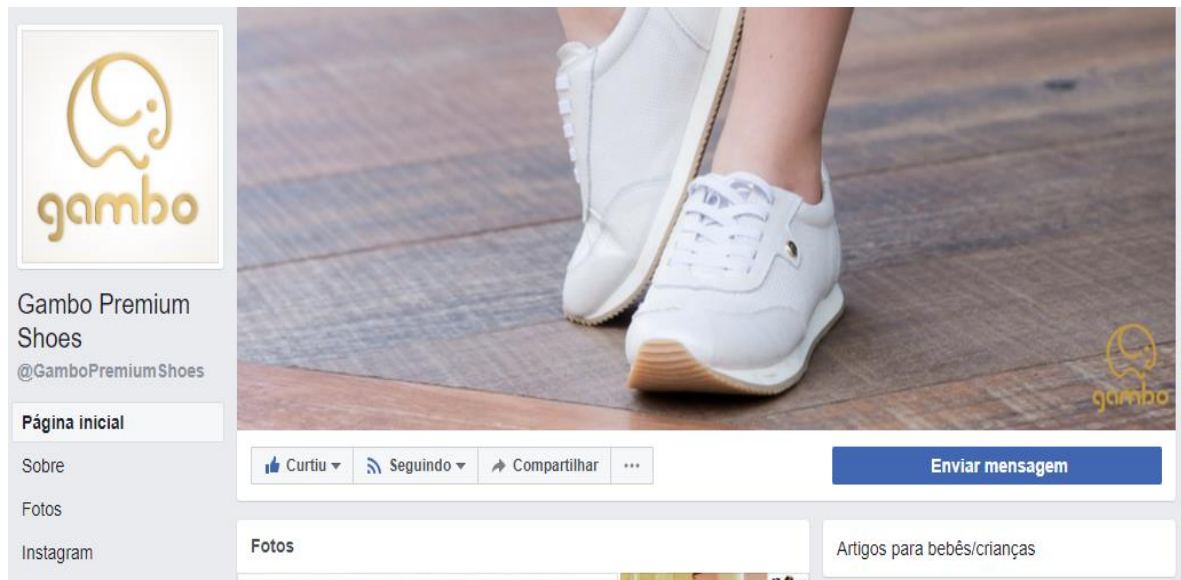 gambo
Gambo Premium
Shoes
@GamboPremiumShoes
Página inicial
Sobre
Fotos
Instagram
gambo
Curtiu
Seguindo
Compartilhar
...
Enviar mensagem
Fotos
Artigos para bebês/crianças